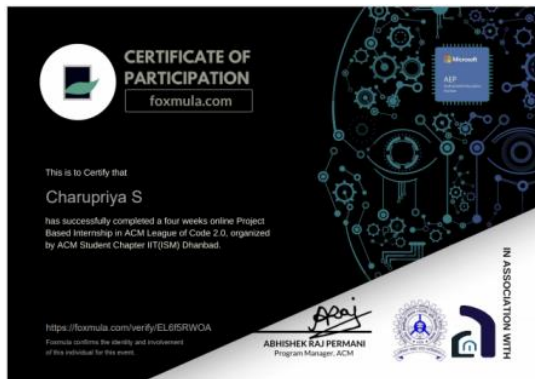 CERTIFICATE OF
PARTICIPATION
foxmula.com
Microsoft
AEP
This is to Certify that
Charupriya S
has successfully completed a four weeks online Project
Based Internship in ACM League of Code 2.0, organized
by ACM Student Chapter IIT(ISM) Dhanbad.
https://foxmula.com/verify/EL6f5RWOA
Foxmula confirms the identity and involvement
of this individual for this event.
ABHISHEK RAJ PERMANI
Program Manager, ACM
IN ASSOCIATION WITH